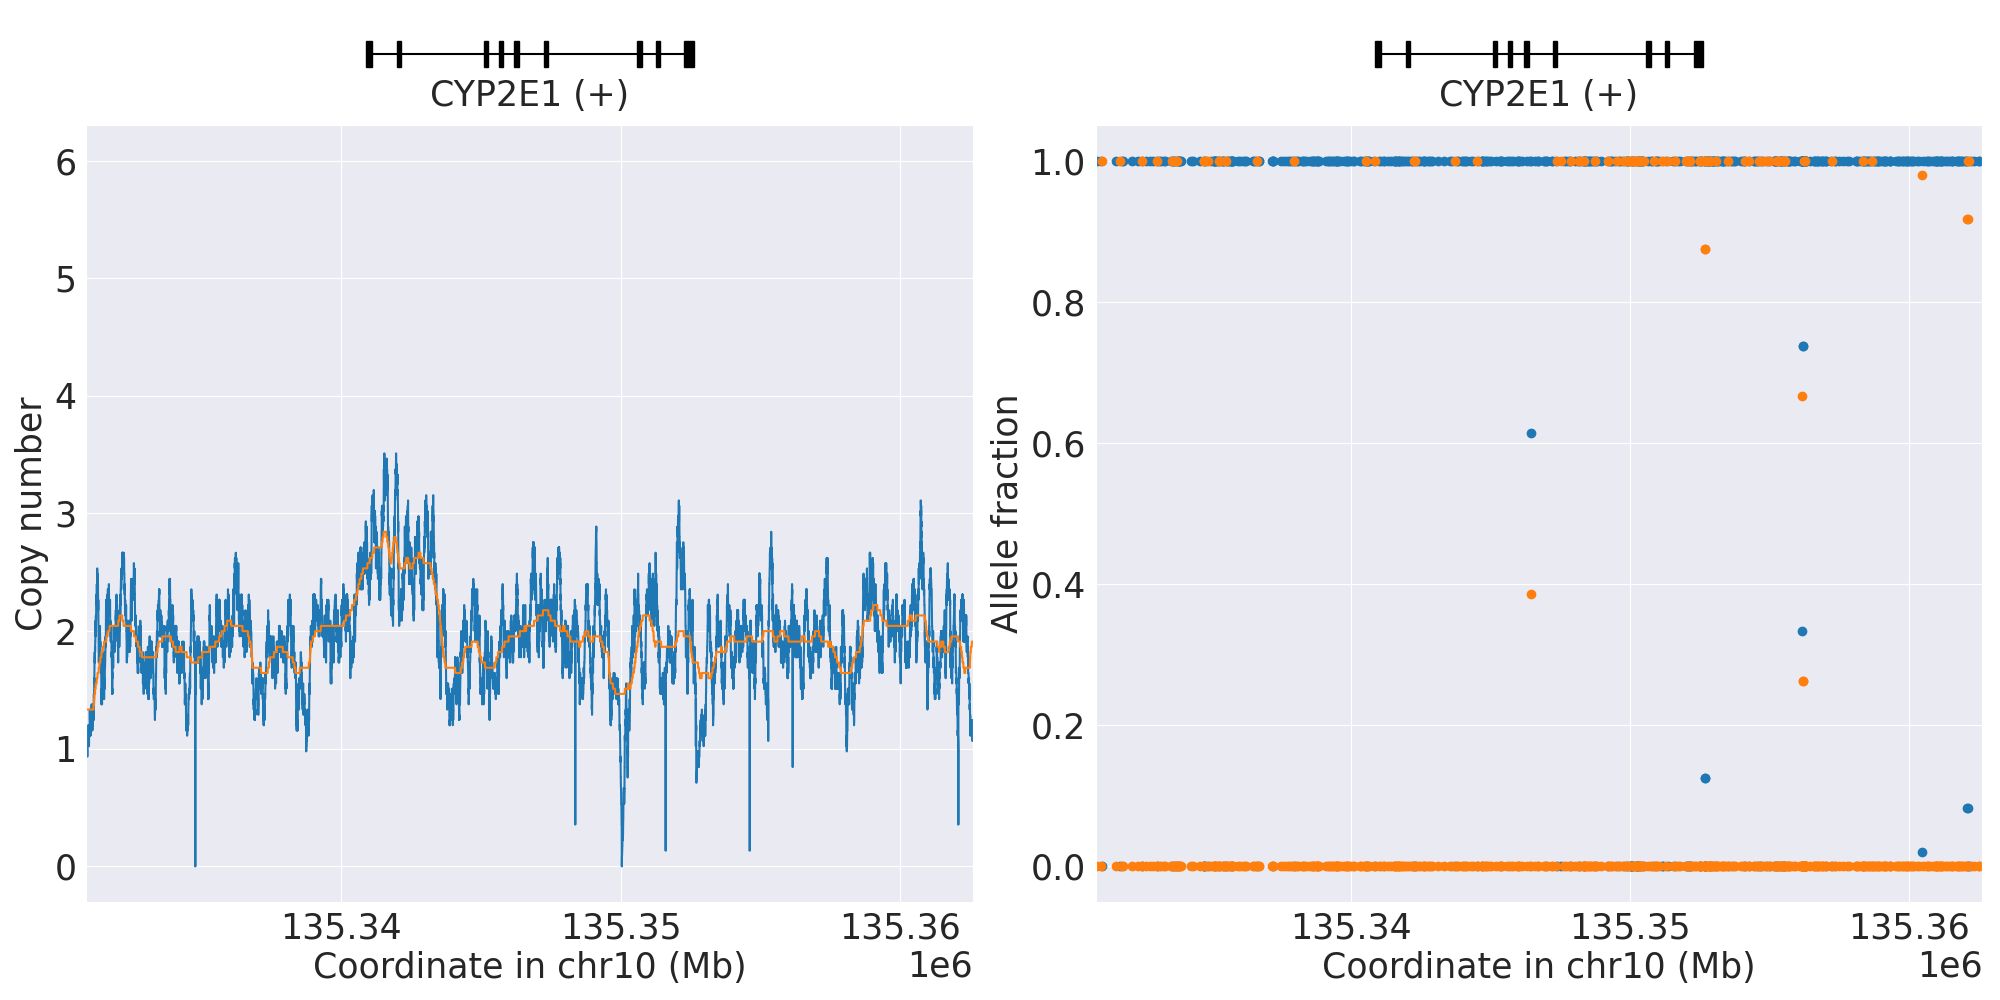 CYP2E1 (+)
6
5
4
3
2
1
0
Copy number
135.34 135.35 135.36
1e6
Coordinate in chr10 (Mb)
CYP2E1 (+)
1.0
0.8
0.6
0.4
0.2
0.0
Allele fraction
135.34 135.35 135.36
1e6
Coordinate in chr10 (Mb)